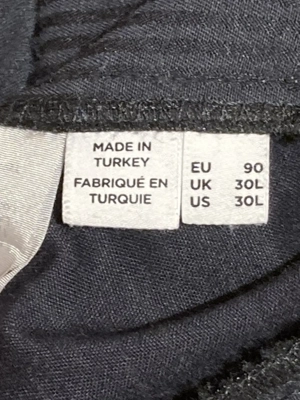 MADE IN
TURKEY
FABRIQUÉ EN
TURQUIE
EU 90
UK 30L
US 30L